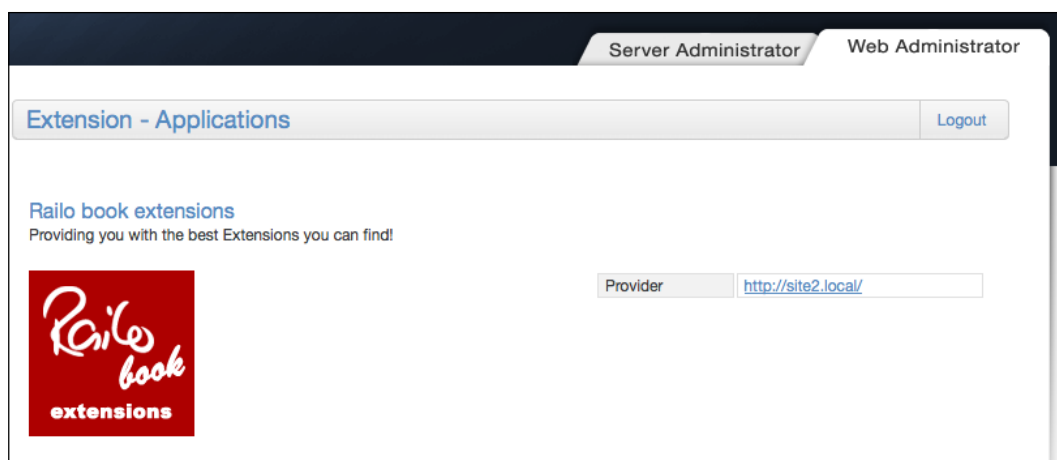 Server Administrator
Web Administrator
Extension - Applications
Logout
Railo book extensions
Providing you with the best Extensions you can find!
Provider
http://site2.local/
Railo
book
extensions